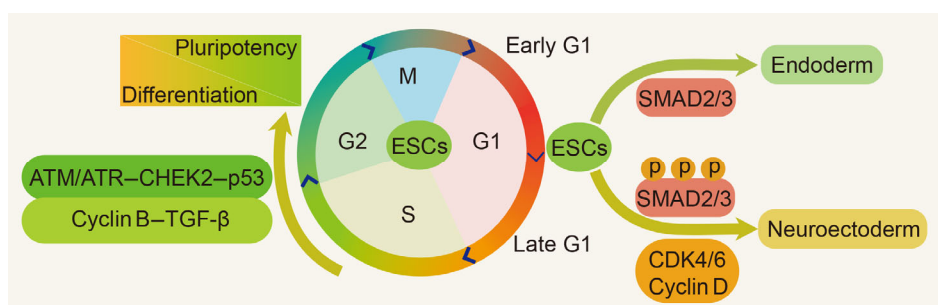 Pluripotency
Differentiation
ATM/ATR–CHEK2–p53
Cyclin B–TGF-β
M
G2
ESCs
G1
S
Early G1
Late G1
ESCs
SMAD2/3
Endoderm
p p p
SMAD2/3
CDK4/6
Cyclin D
Neuroectoderm